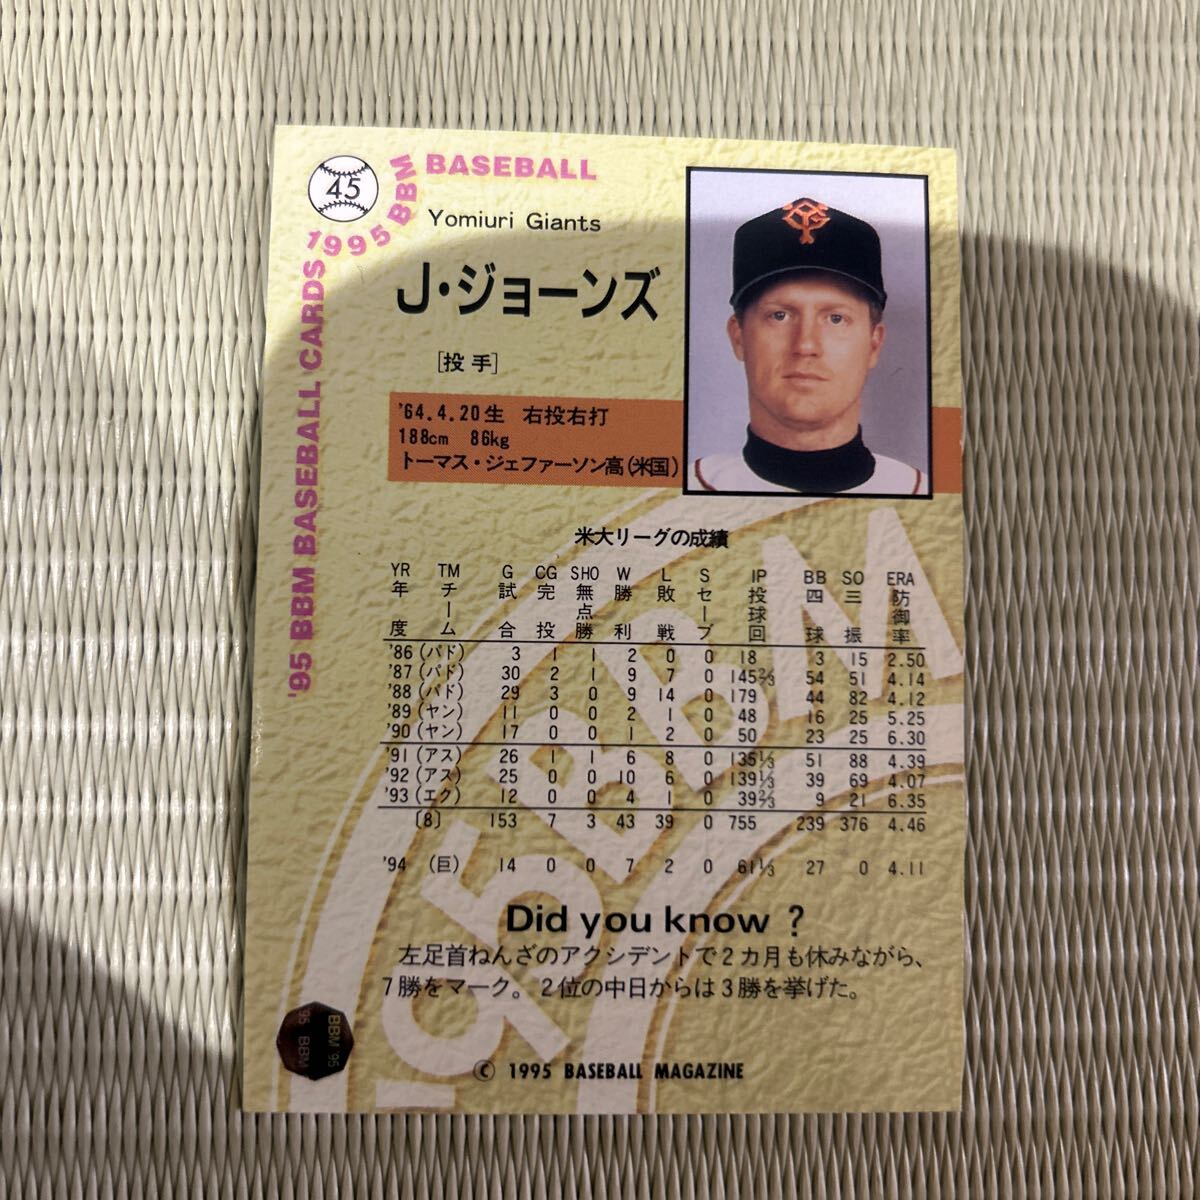 45
1995 BBM BASEBALL
'95 BBM BASEBALL CARDS
Yomiuri Giants
J・ジョーンズ
[投手]
'64.4.20生 右投右打
188cm 86kg
トーマス・ジェファーソン高(米国)
米大リーグの成績
YR TM G CG SHO W L S IP BB SO ERA
年度 チーム 試合 完投 無点勝 勝利 敗戦 セーブ 投球回 四球 三振 防御率
'86 (パド) 3 1 1 2 0 0 18 3 15 2.50
'87 (パド) 30 2 1 9 7 0 145⅔ 54 51 4.14
'88 (パド) 29 3 0 9 14 0 179 44 82 4.12
'89 (ヤン) 11 0 0 2 1 0 48 16 25 5.25
'90 (ヤン) 17 0 0 1 2 0 50 23 25 6.30
'91 (アス) 26 1 1 6 8 0 135⅓ 51 88 4.39
'92 (アス) 25 0 0 10 6 0 139⅓ 39 69 4.07
'93 (エク) 12 0 0 4 1 0 39⅔ 9 21 6.35
[8] 153 7 3 43 39 0 755 239 376 4.46
'94 (巨) 14 0 0 7 2 0 61⅓ 27 0 4.11
Did you know ?
左足首ねんざのアクシデントで2カ月も休みながら、
7勝をマーク。2位の中日からは3勝を挙げた。
'95 BBM
BBM '95
'95 BBM
© 1995 BASEBALL MAGAZINE